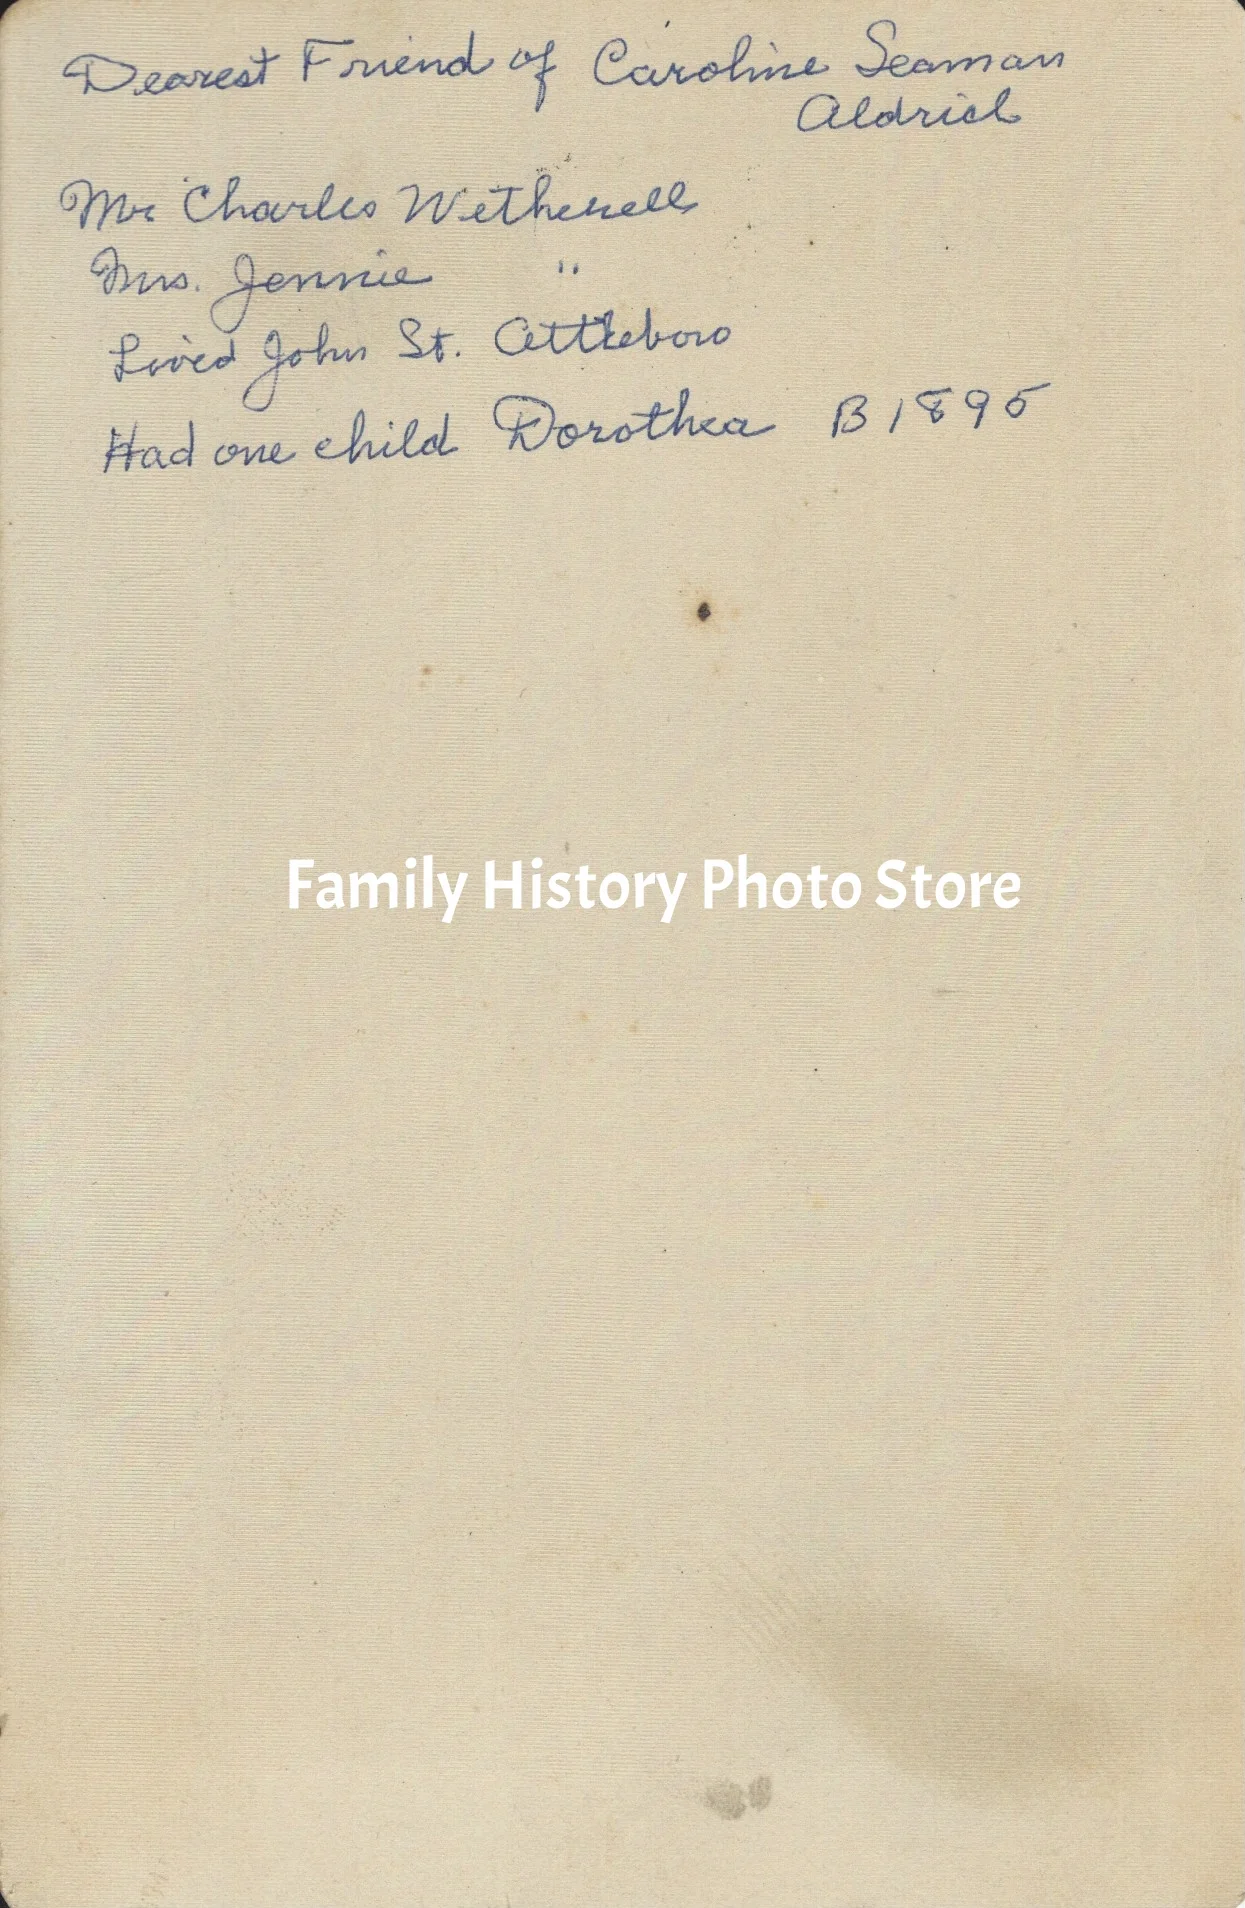 Dearest Friend of Caroline Seaman
Aldrich
Mr Charles Wetherell
Mrs. Jennie "
Lived John St. Attleboro
Had one child Dorothea B 1895
Family History Photo Store